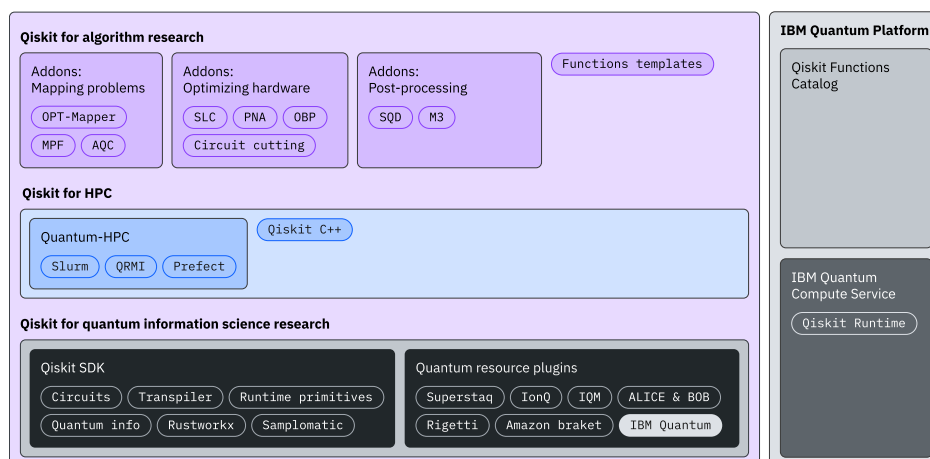 Qiskit for algorithm research
Addons:
Mapping problems
OPT-Mapper
MPF AQC
Addons:
Optimizing hardware
SLC PNA OBP
Circuit cutting
Addons:
Post-processing
SQD M3
Functions templates
Qiskit for HPC
Quantum-HPC
Slurm QRMI Prefect
Qiskit C++
Qiskit for quantum information science research
Qiskit SDK
Circuits Transpiler Runtime primitives
Quantum info Rustworkx Samplomatic
Quantum resource plugins
Superstaq IonQ IQM ALICE & BOB
Rigetti Amazon braket IBM Quantum
IBM Quantum Platform
Qiskit Functions
Catalog
IBM Quantum
Compute Service
Qiskit Runtime